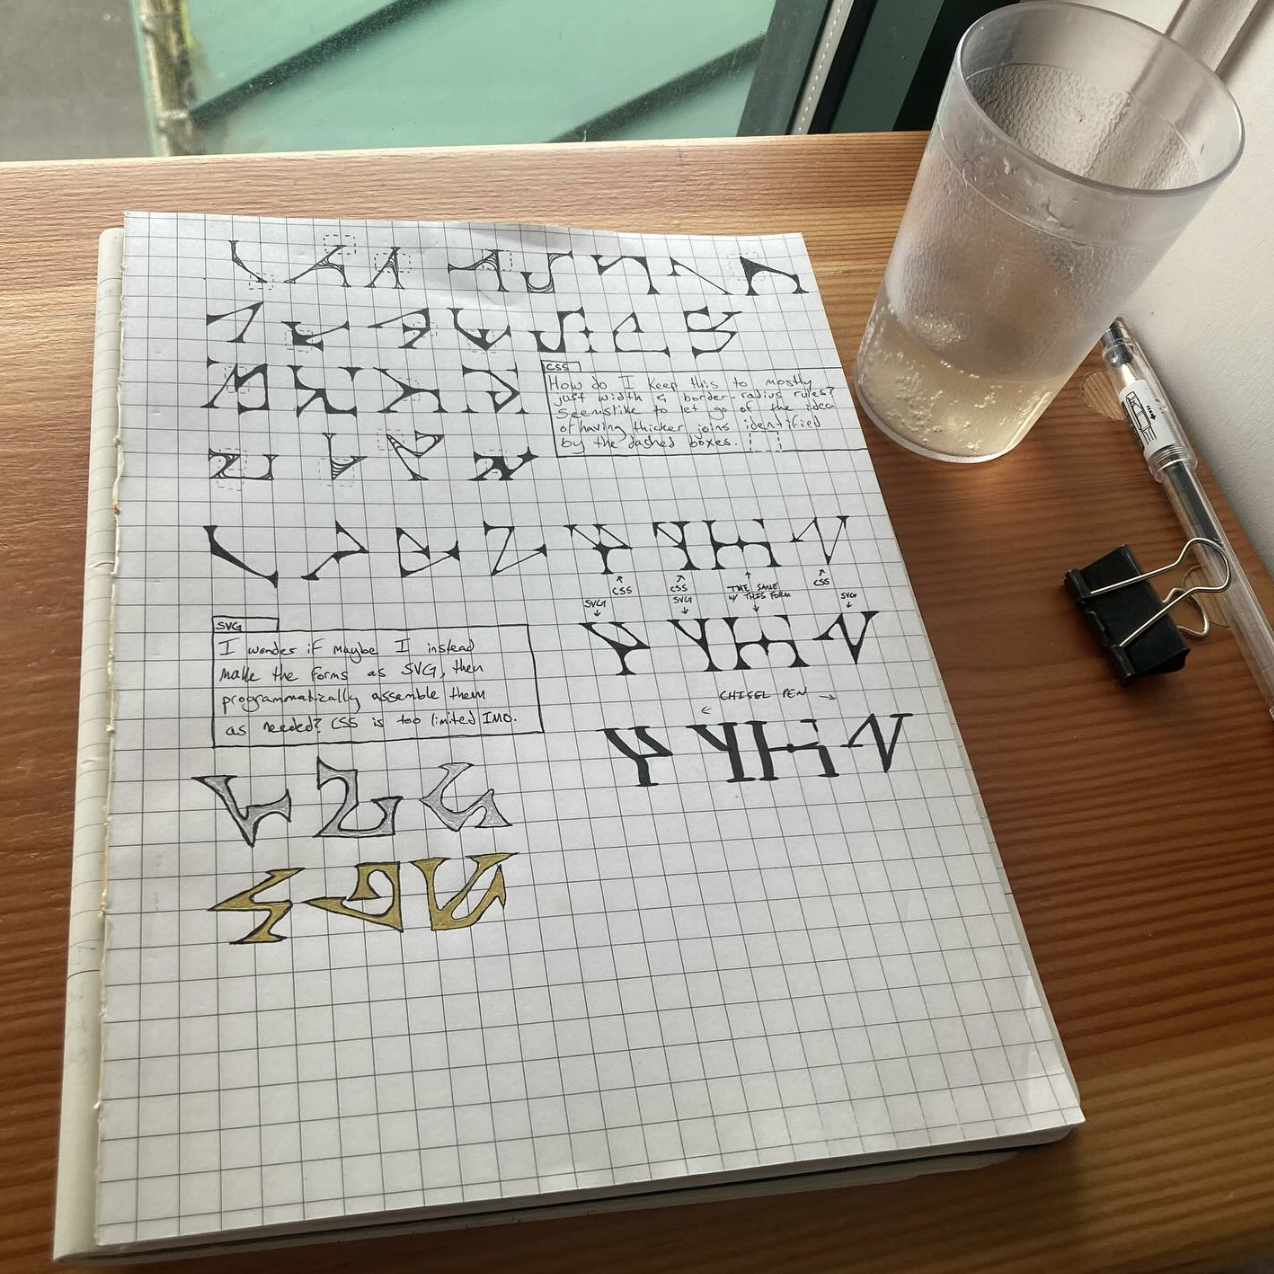 CSS
How do I keep this to mostly
just width & border-radius rules?
Seems like to let go of the idea
of having thicker joins identified
by the dashed boxes.
CSS
CSS
SVG
THE SAME
W/ THIS FORM
CSS
SVG
SVG
SVG
I wonder if maybe I instead
make the forms as SVG, then
programmatically assemble them
as needed? CSS is too limited IMO.
← CHISEL PEN →